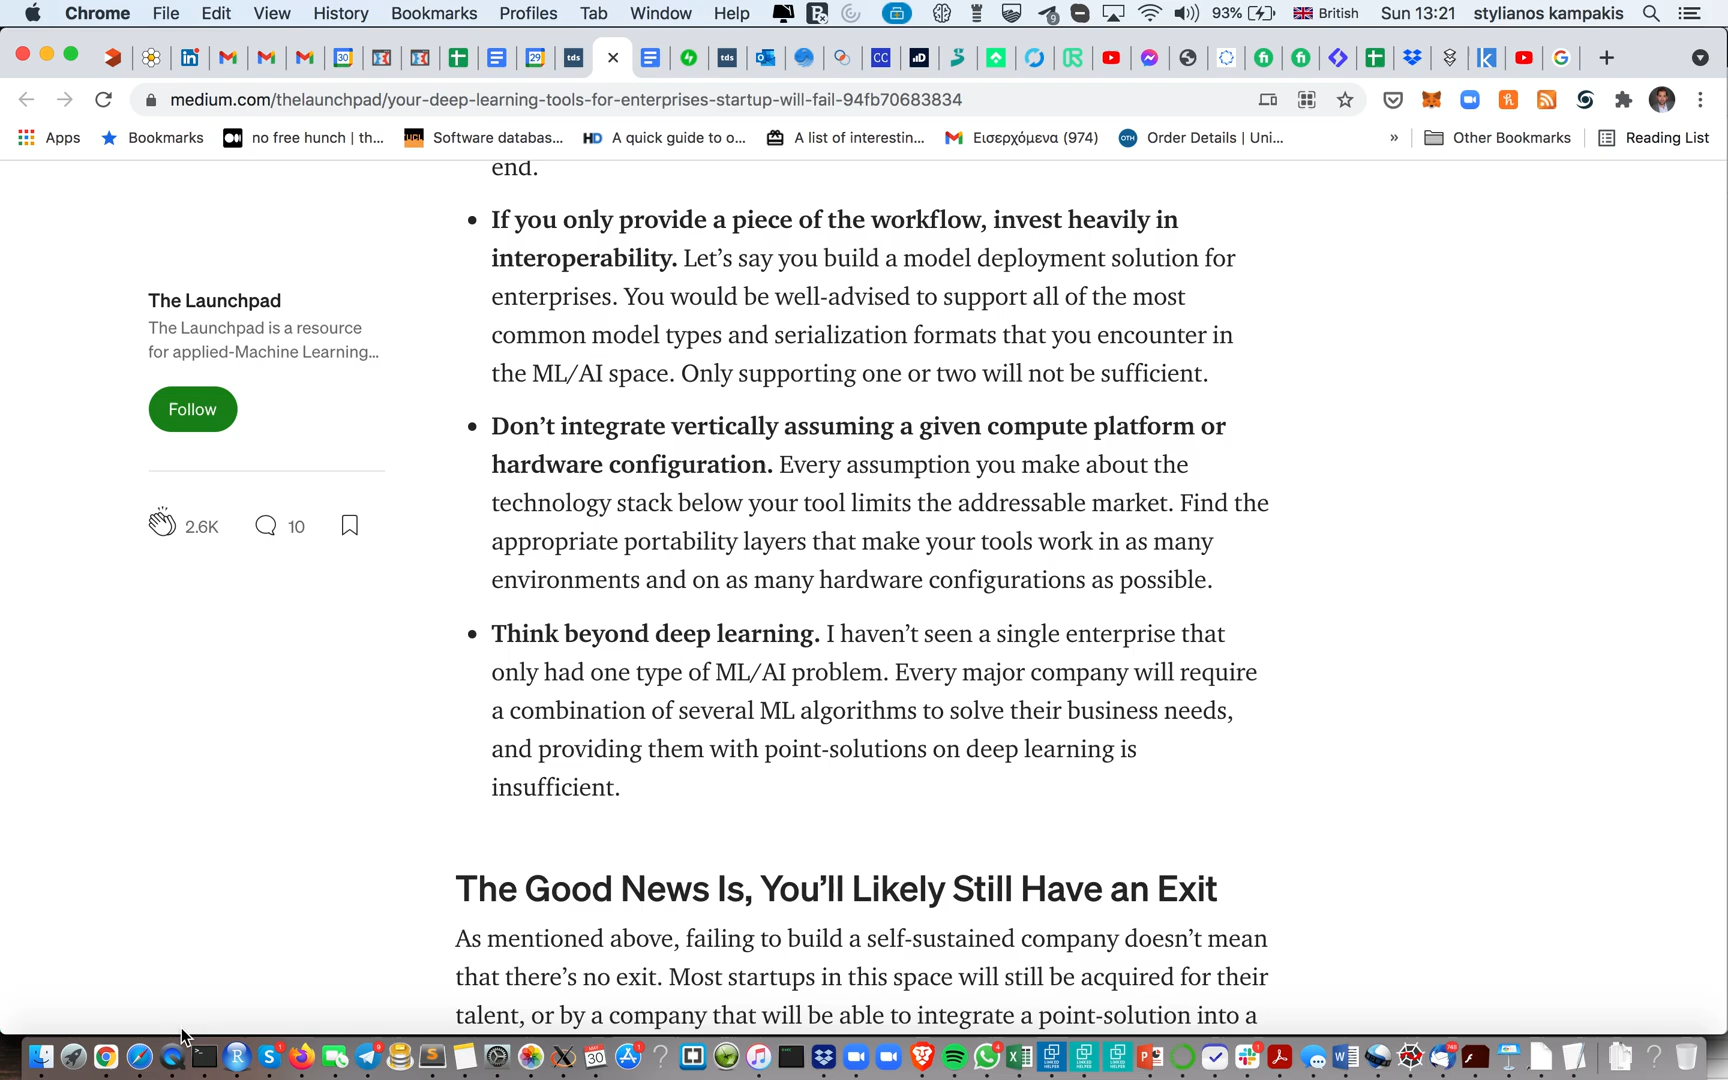 Chrome File Edit View History Bookmarks Profiles Tab Window Help 93% British Sun 13:21 stylianos kampakis
medium.com/thelaunchpad/your-deep-learning-tools-for-enterprises-startup-will-fail-94fb70683834
Apps Bookmarks no free hunch | th... Software databas... A quick guide to o... A list of interestin... Εισερχόμενα (974) Order Details | Uni... » Other Bookmarks Reading List
end.
• If you only provide a piece of the workflow, invest heavily in
interoperability. Let’s say you build a model deployment solution for
enterprises. You would be well-advised to support all of the most
common model types and serialization formats that you encounter in
the ML/AI space. Only supporting one or two will not be sufficient.
• Don’t integrate vertically assuming a given compute platform or
hardware configuration. Every assumption you make about the
technology stack below your tool limits the addressable market. Find the
appropriate portability layers that make your tools work in as many
environments and on as many hardware configurations as possible.
• Think beyond deep learning. I haven’t seen a single enterprise that
only had one type of ML/AI problem. Every major company will require
a combination of several ML algorithms to solve their business needs,
and providing them with point-solutions on deep learning is
insufficient.
The Launchpad
The Launchpad is a resource
for applied-Machine Learning...
Follow
2.6K 10
The Good News Is, You’ll Likely Still Have an Exit
As mentioned above, failing to build a self-sustained company doesn’t mean
that there’s no exit. Most startups in this space will still be acquired for their
talent, or by a company that will be able to integrate a point-solution into a